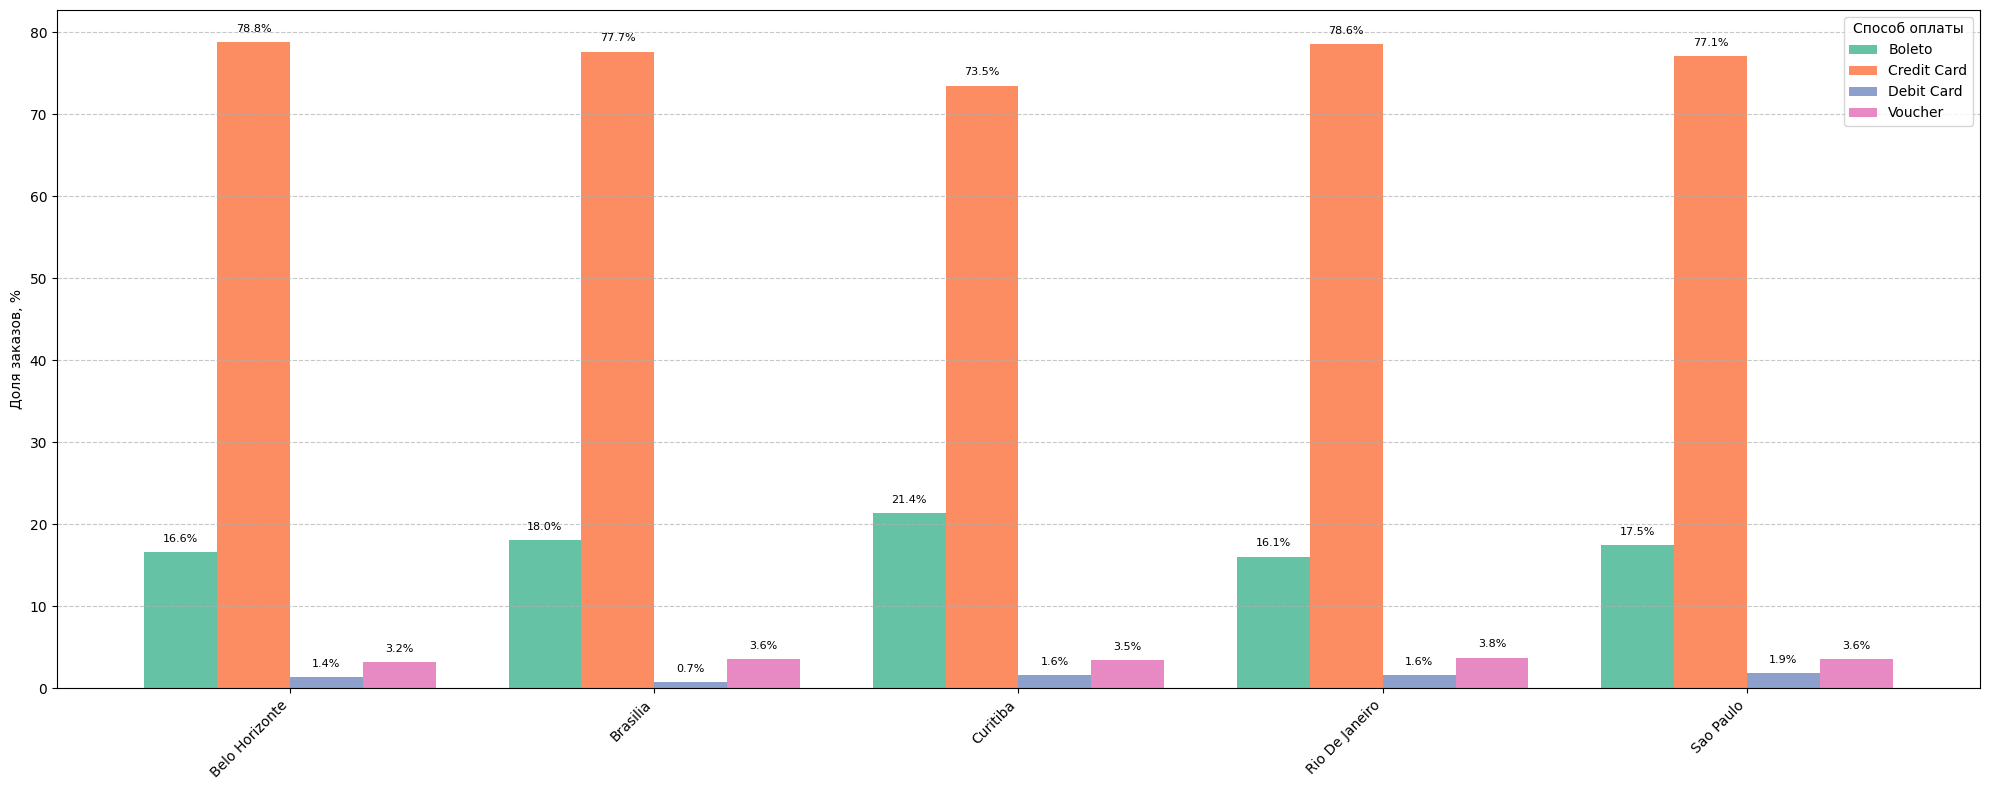 Способ оплаты
Boleto
Credit Card
Debit Card
Voucher
Доля заказов, %
80
70
60
50
40
30
20
10
0
16.6%
78.8%
1.4%
3.2%
18.0%
77.7%
0.7%
3.6%
21.4%
73.5%
1.6%
3.5%
16.1%
78.6%
1.6%
3.8%
17.5%
77.1%
1.9%
3.6%
Belo Horizonte
Brasilia
Curitiba
Rio De Janeiro
Sao Paulo